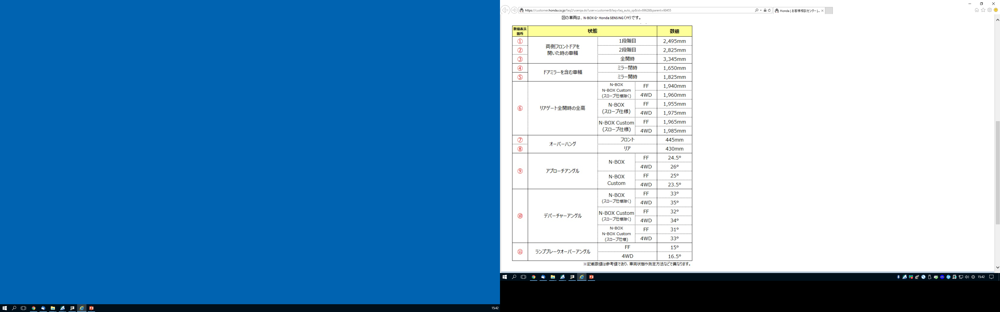 https://customer.honda.co.jp/faq2/userqa.do?user=customer&faq=faq_auto_sp&id=69628&parent=60455
Honda | お客様相談センター |...
図の車両は、N-BOX G・Honda SENSING（FF）です。
数値表示箇所 状態 数値
① 両側フロントドアを開いた時の車幅 1段階目 2,495mm
② 2段階目 2,825mm
③ 全開時 3,345mm
④ ドアミラーを含む車幅 ミラー閉時 1,650mm
⑤ ミラー開時 1,825mm
⑥ リアゲート全開時の全高 N-BOX N-BOX Custom (スロープ仕様除く) FF 1,940mm
4WD 1,960mm
N-BOX (スロープ仕様) FF 1,955mm
4WD 1,975mm
N-BOX Custom (スロープ仕様) FF 1,965mm
4WD 1,985mm
⑦ オーバーハング フロント 445mm
⑧ リア 430mm
⑨ アプローチアングル N-BOX FF 24.5°
4WD 26°
N-BOX Custom FF 25°
4WD 23.5°
⑩ デパーチャーアングル N-BOX (スロープ仕様除く) FF 33°
4WD 35°
N-BOX Custom (スロープ仕様除く) FF 32°
4WD 34°
N-BOX N-BOX Custom (スロープ仕様) FF 31°
4WD 33°
⑪ ランプブレークオーバーアングル FF 15°
4WD 16.5°
※記載数値は参考値であり、車両状態や測定方法などで異なります。
15:42
15:42